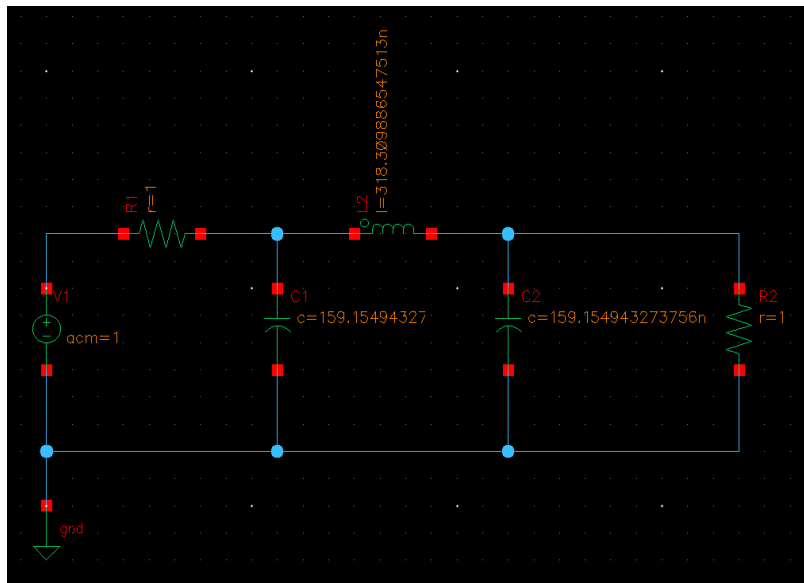 R1
r=1
L2
l=318.309886547513n
V1
acm=1
C1
c=159.15494327
C2
c=159.154943273756n
R2
r=1
gnd